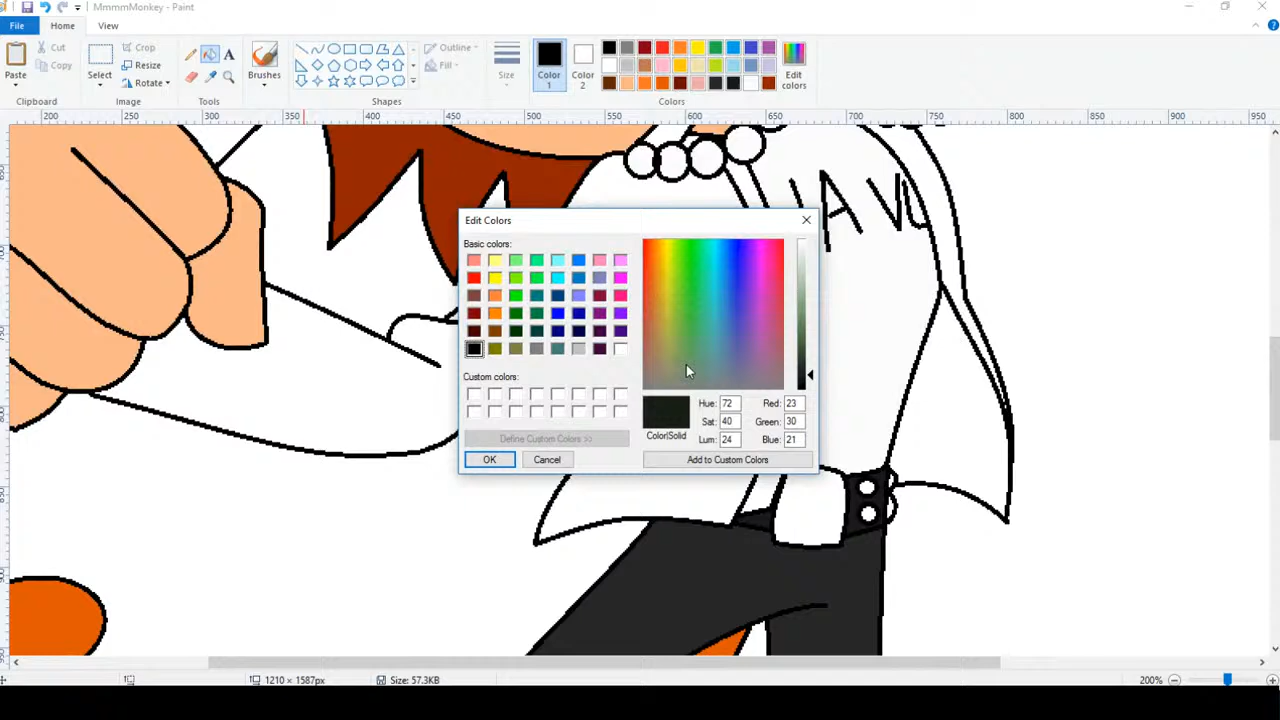 MmmmMonkey - Paint
File Home View
Paste Cut Copy Clipboard
Select Crop Resize Rotate Image
Tools
Brushes
Outline Fill Shapes
Size
Color 1 Color 2 Edit colors Colors
200 250 300 350 400 450 500 550 600 650 700 750 800 850 900 950
Edit Colors
Basic colors:
Custom colors:
Define Custom Colors >>
OK Cancel
Color|Solid
Hue: 72 Red: 23
Sat: 40 Green: 30
Lum: 24 Blue: 21
Add to Custom Colors
1210 × 1587px Size: 57.3KB 200%